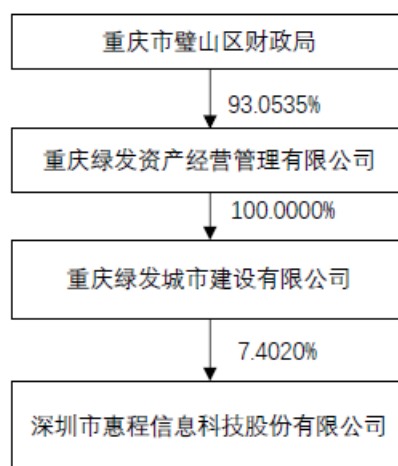 重庆市璧山区财政局
93.0535%
重庆绿发资产经营管理有限公司
100.0000%
重庆绿发城市建设有限公司
7.4020%
深圳市惠程信息科技股份有限公司